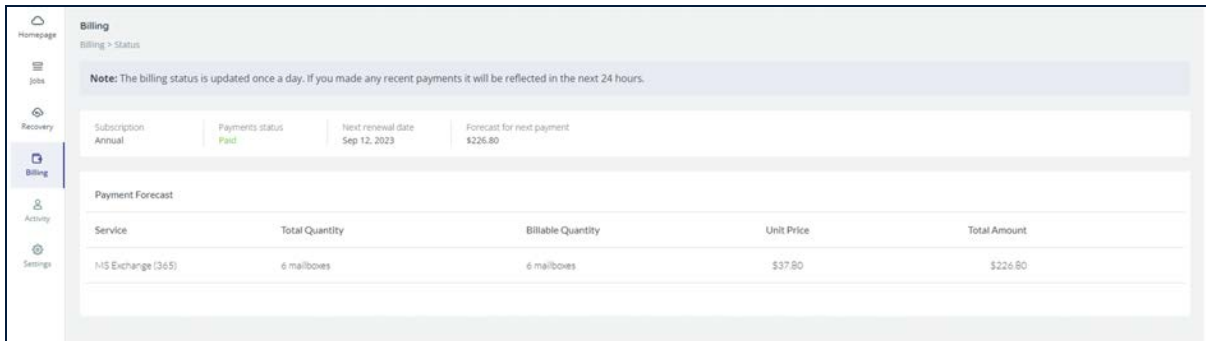 Homepage
Jobs
Recovery
Billing
Activity
Settings
Billing
Billing > Status
Note: The billing status is updated once a day. If you made any recent payments it will be reflected in the next 24 hours.
Subscription Payments status Next renewal date Forecast for next payment
Annual Paid Sep 12, 2023 $226.80
Payment Forecast
Service Total Quantity Billable Quantity Unit Price Total Amount
MS Exchange (365) 6 mailboxes 6 mailboxes $37.80 $226.80